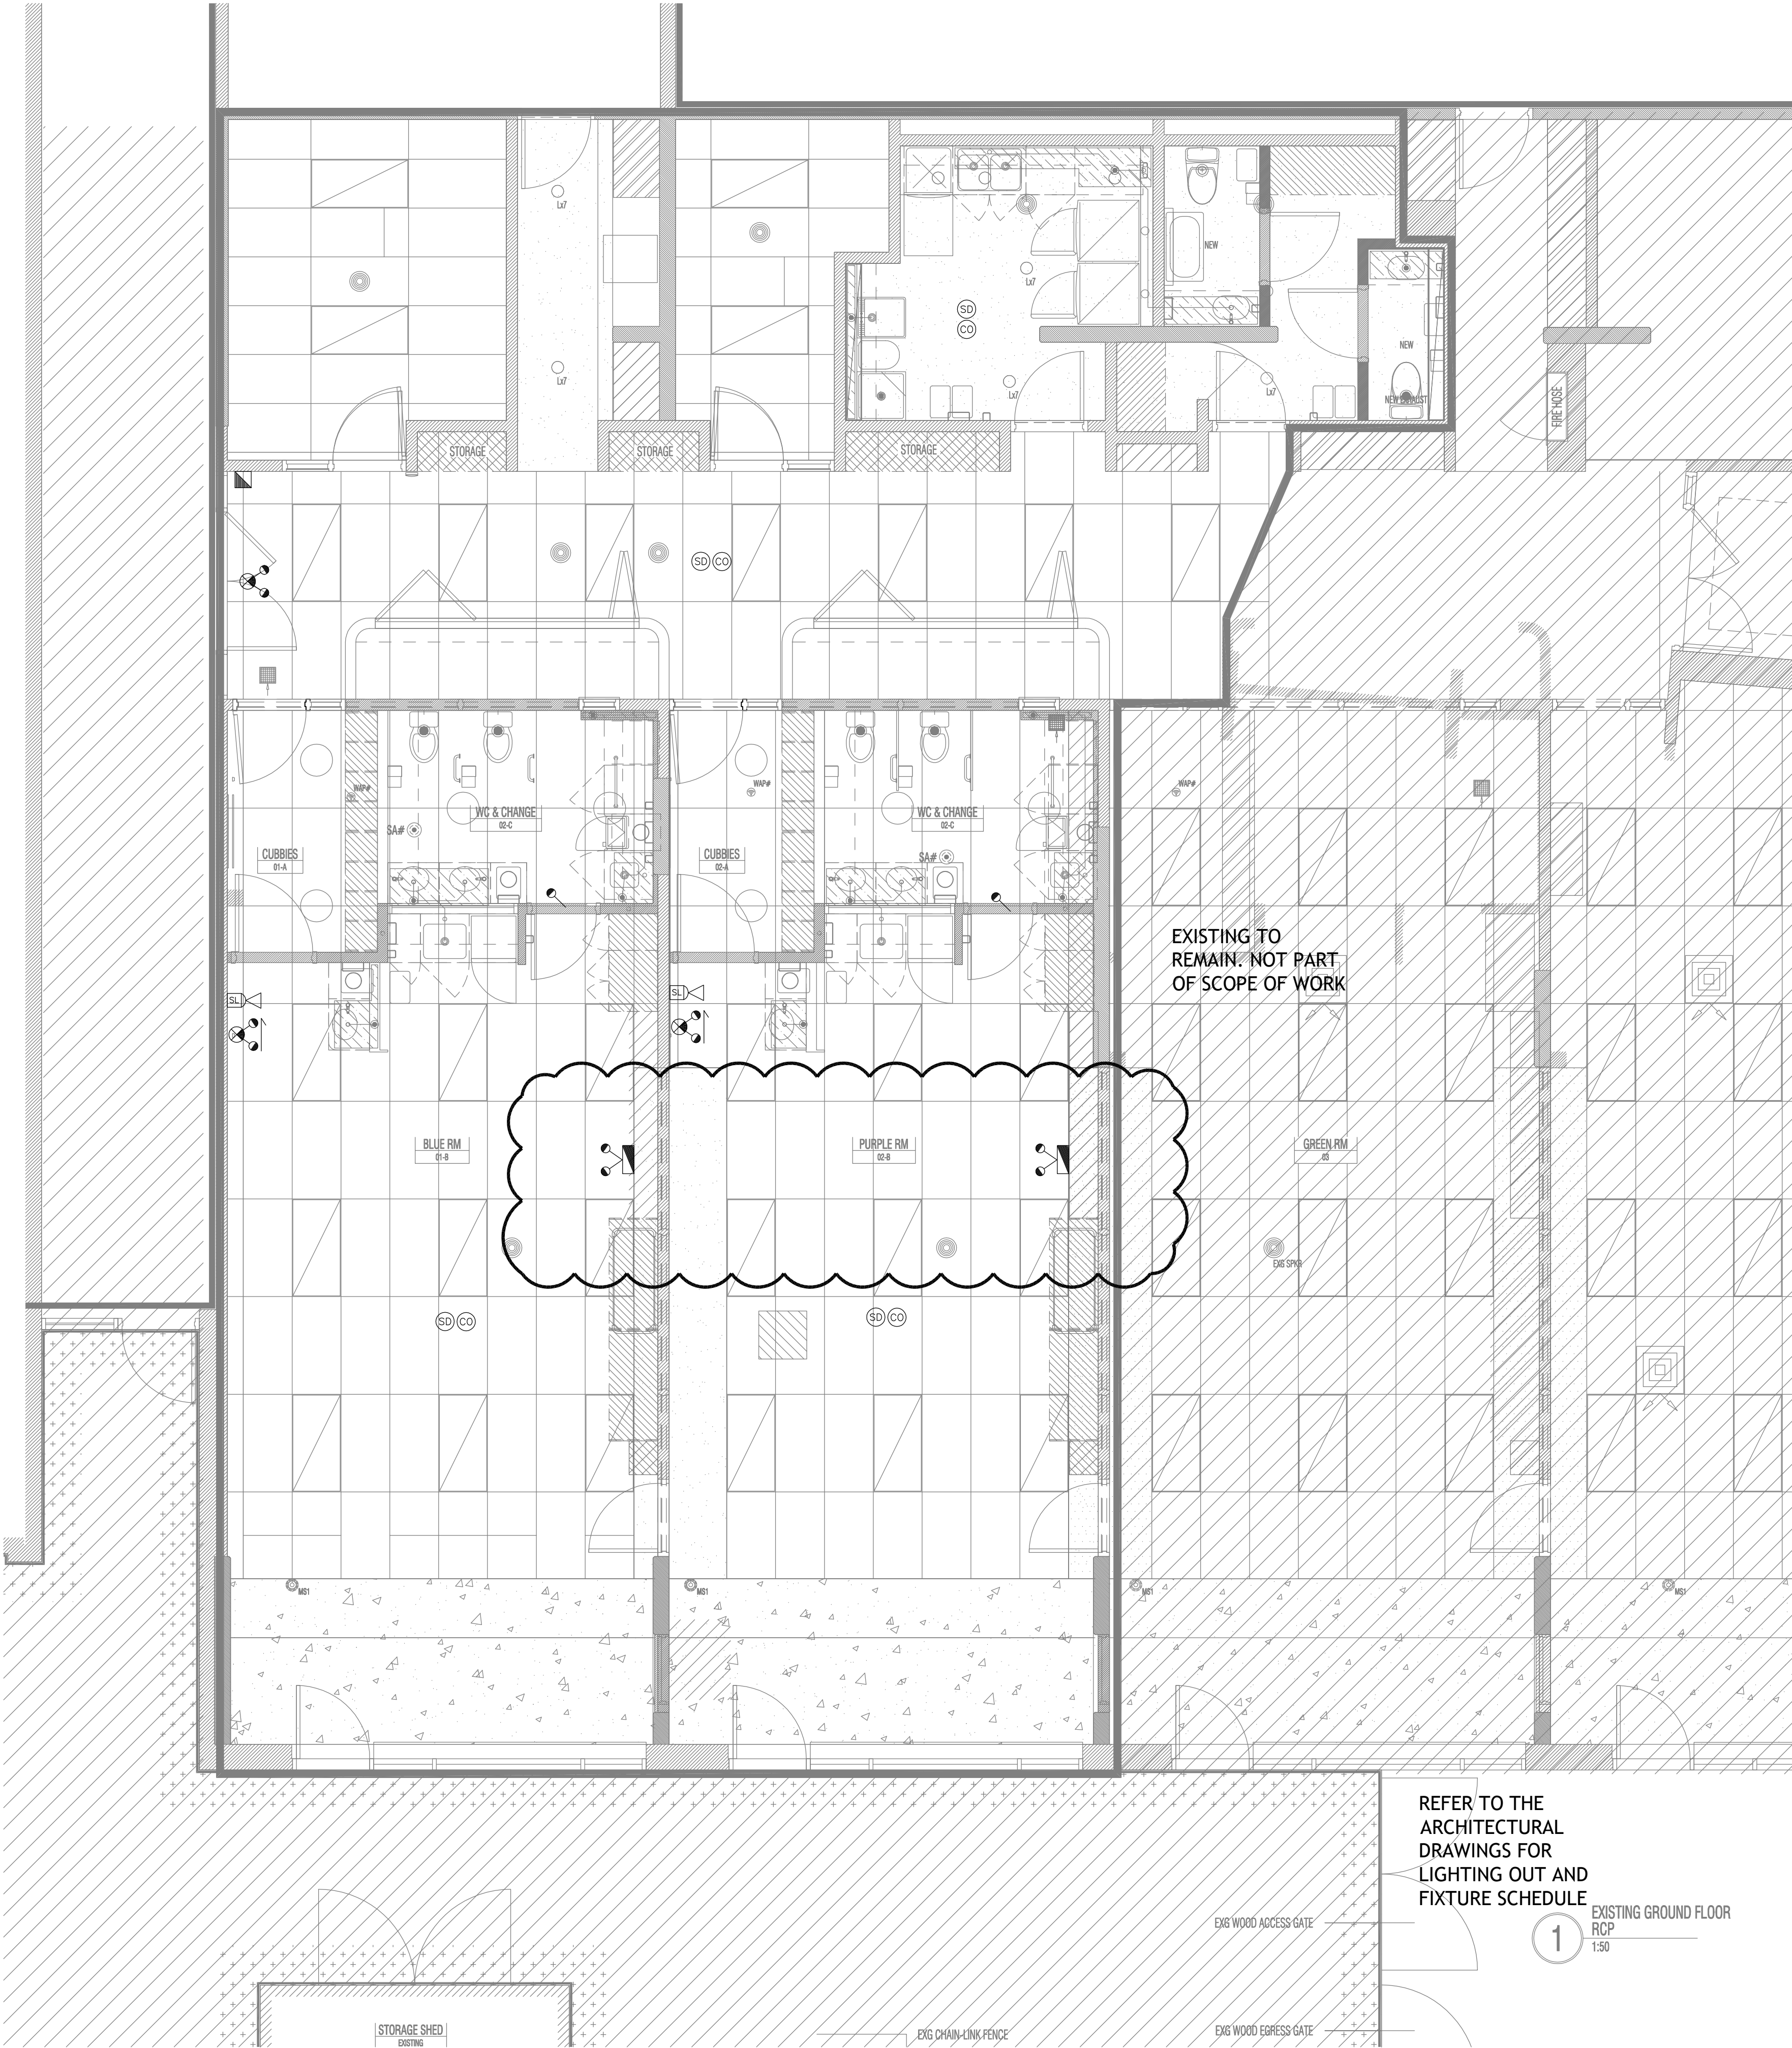 Lx7
NEW
Lx7
SD
CO
NEW
Lx7
Lx7
Lx7
NEW EXHAUST
FIRE HOSE
STORAGE
STORAGE
STORAGE
SD CO
WAP#
WAP#
WAP#
WC & CHANGE
02-C
WC & CHANGE
02-C
SA#
SA#
CUBBIES
01-A
CUBBIES
02-A
EXISTING TO
REMAIN. NOT PART
OF SCOPE OF WORK
SL
SL
BLUE RM
01-B
PURPLE RM
02-B
GREEN RM
03
EXG SPKR
SD CO
SD CO
MS1
MS1
MS1
MS1
REFER TO THE
ARCHITECTURAL
DRAWINGS FOR
LIGHTING OUT AND
FIXTURE SCHEDULE
1
EXISTING GROUND FLOOR
RCP
1:50
EXG WOOD ACCESS GATE
STORAGE SHED
EXISTING
EXG CHAIN-LINK FENCE
EXG WOOD EGRESS GATE